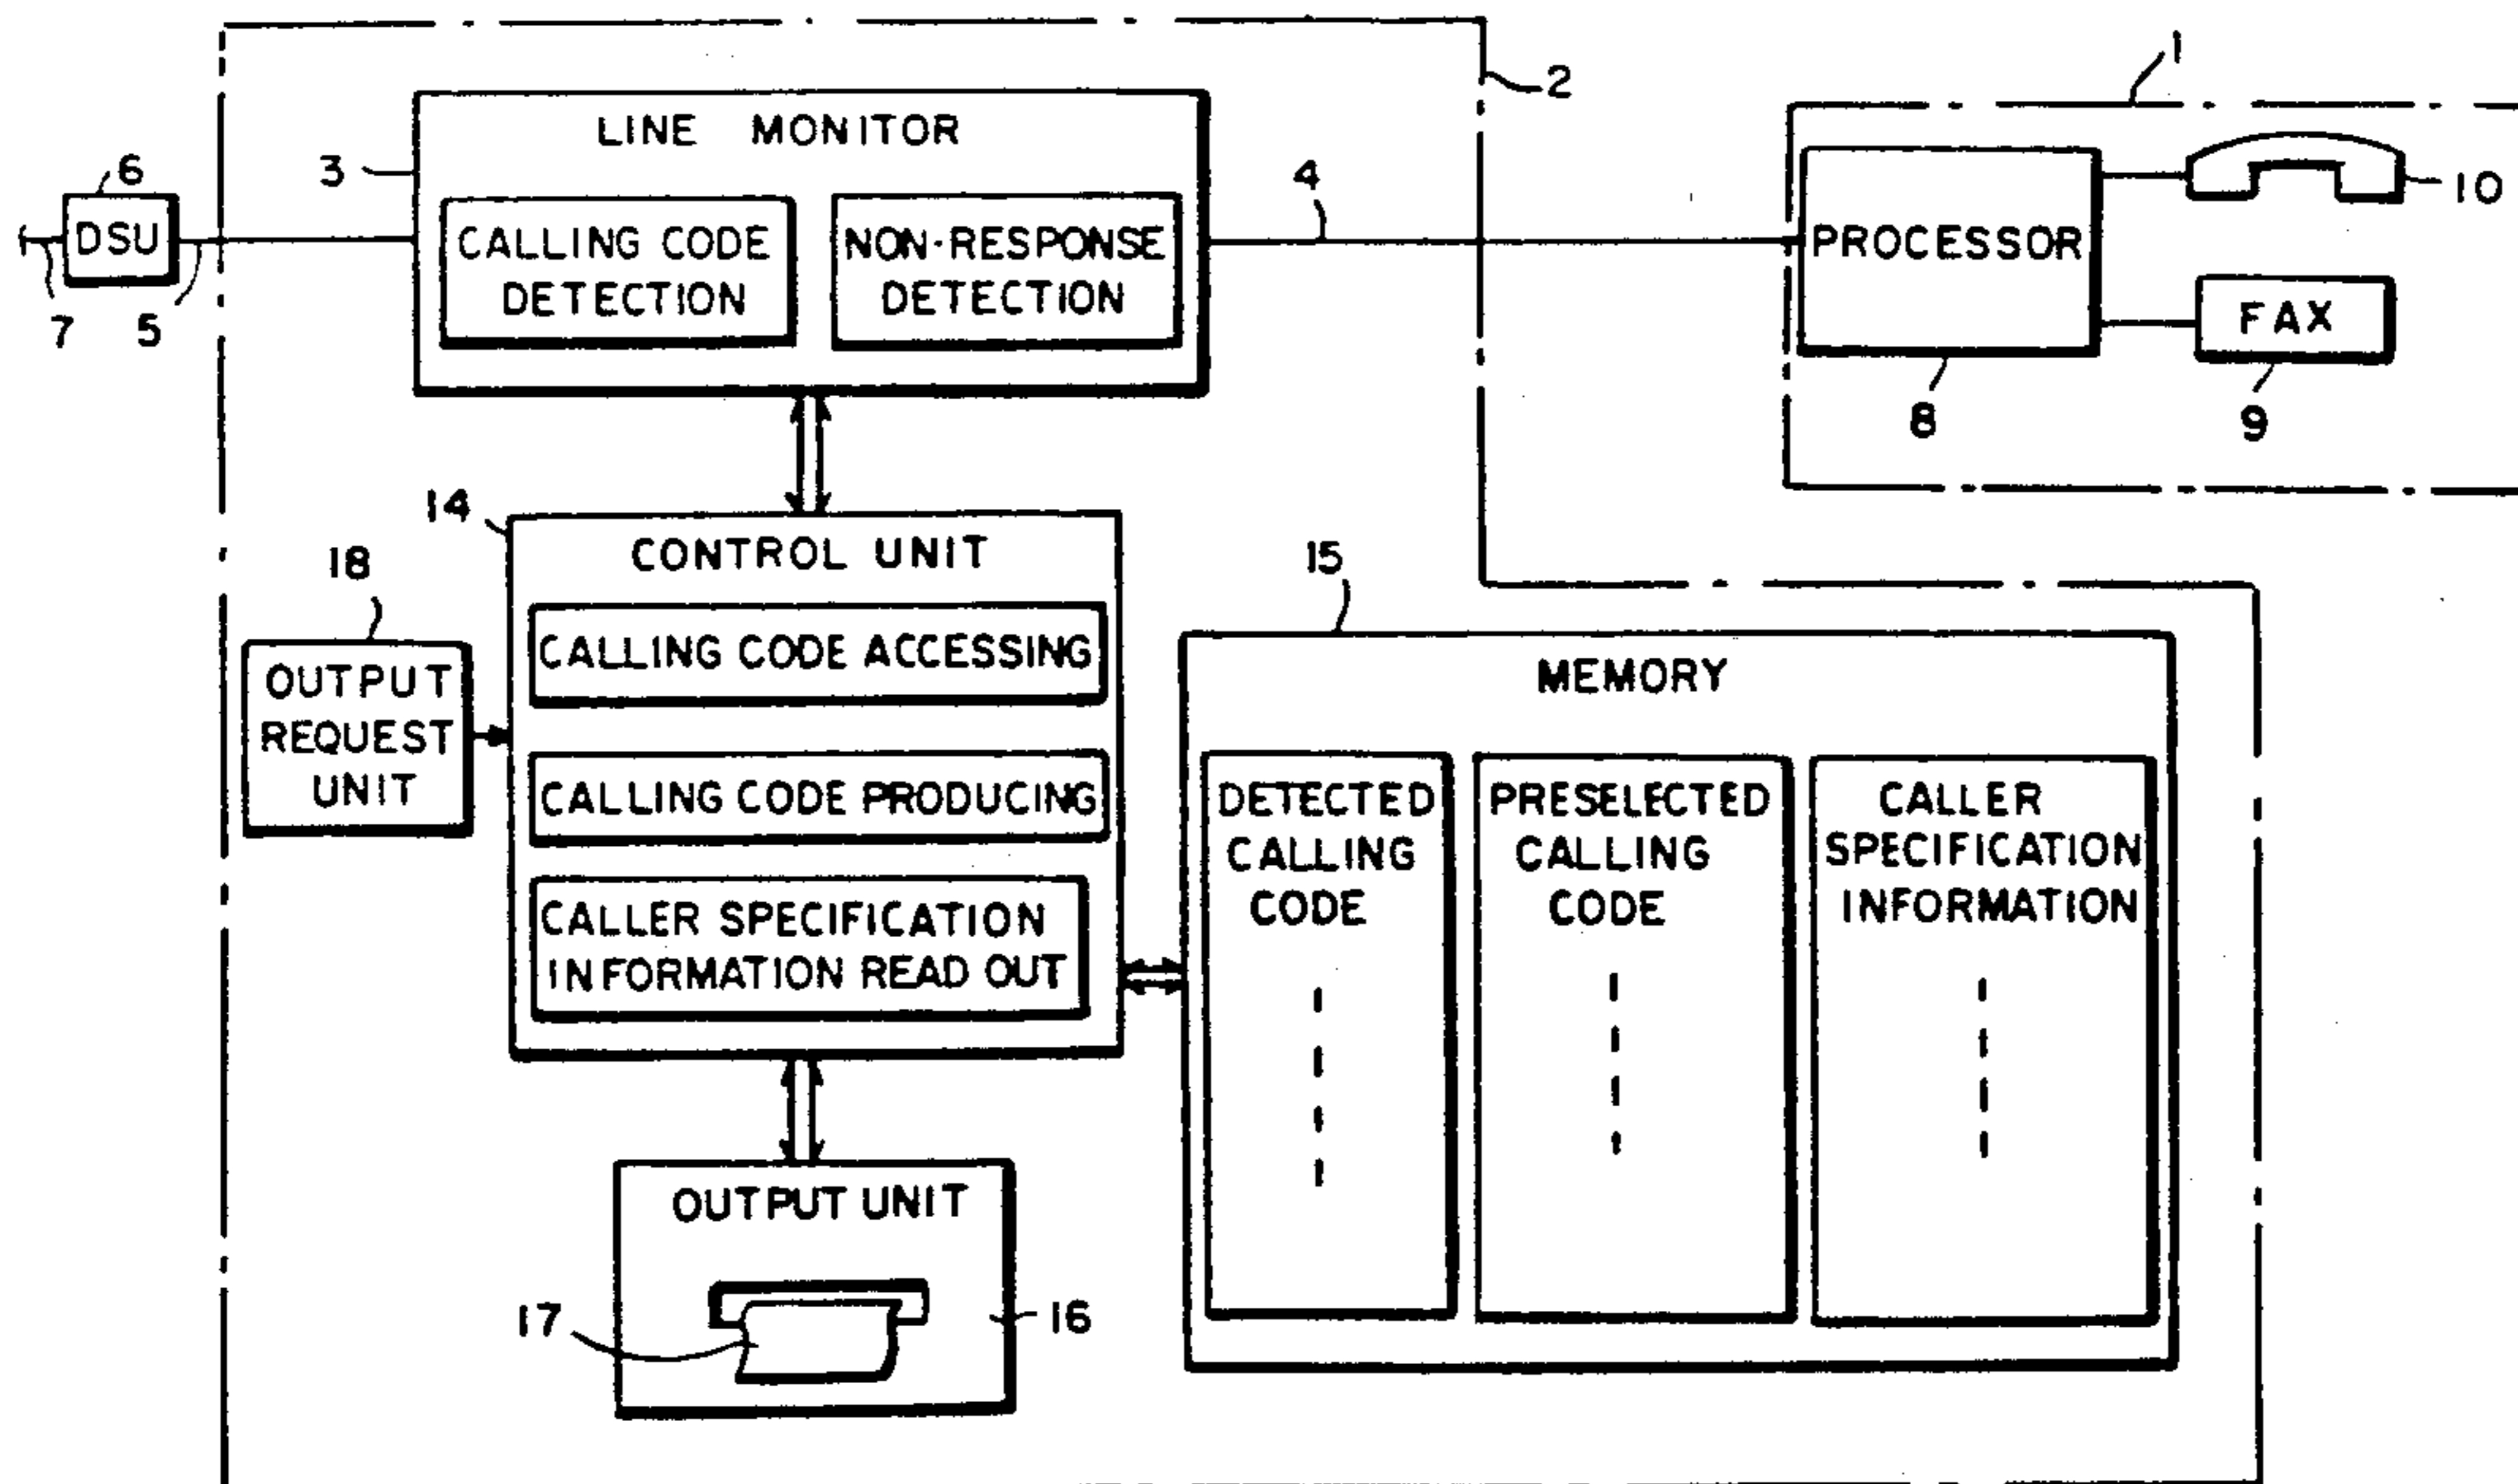 1
2
LINE MONITOR
3
6
DSU
7
5
CALLING CODE
DETECTION
NON-RESPONSE
DETECTION
4
PROCESSOR
8
10
FAX
9
14
CONTROL UNIT
18
OUTPUT
REQUEST
UNIT
CALLING CODE ACCESSING
CALLING CODE PRODUCING
CALLER SPECIFICATION
INFORMATION READ OUT
15
MEMORY
DETECTED
CALLING
CODE
PRESELECTED
CALLING
CODE
CALLER
SPECIFICATION
INFORMATION
OUTPUT UNIT
17
16